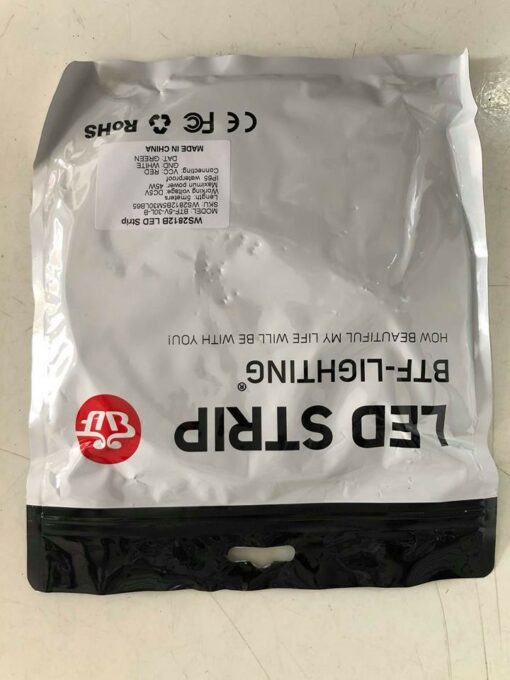 LED STRIP
BTF-LIGHTING®
HOW BEAUTIFUL MY LIFE WILL BE WITH YOU!
BTF
WS2812B LED Strip
MODEL: BTF-5V-30L-B
SKU: WS2812B5M30LB65
Length: 5meters
Working voltage: DC5V
Maximun power: 45W
IP65 waterproof
Connecting
VCC: RED
GND: WHITE
DAT: GREEN
MADE IN CHINA
CE FC RoHS